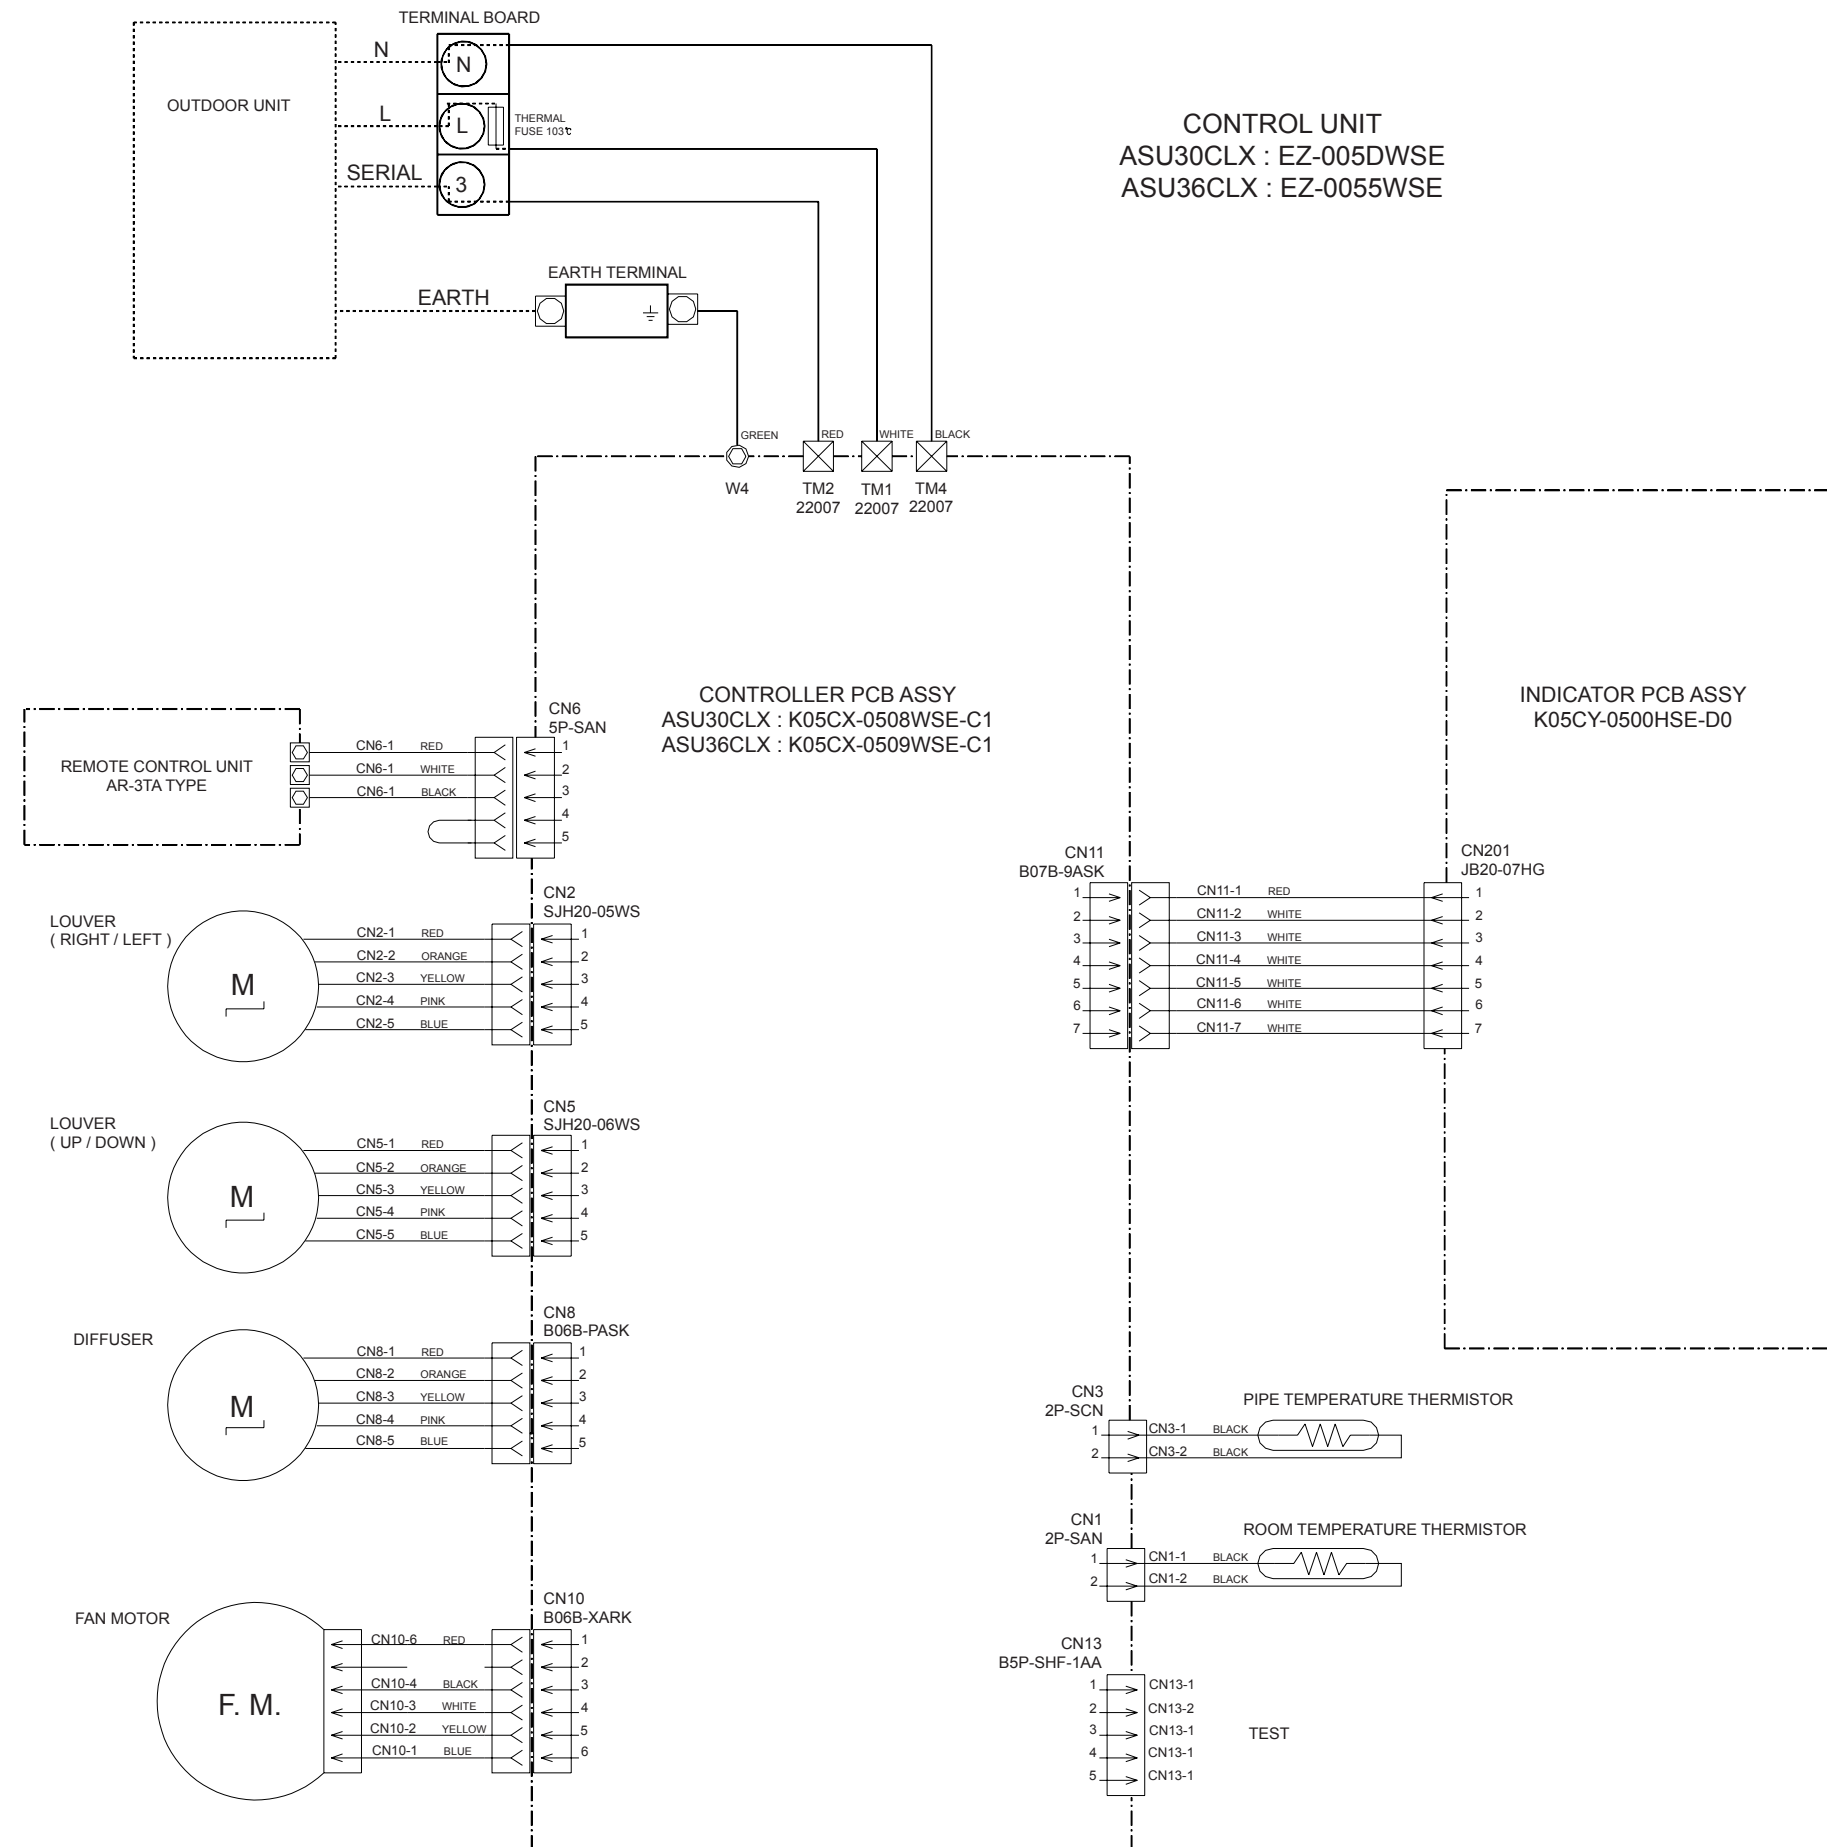 TERMINAL BOARD
OUTDOOR UNIT
N
N
L
L
THERMAL
FUSE 103℃
SERIAL
3
EARTH
EARTH TERMINAL
CONTROL UNIT
ASU30CLX : EZ-005DWSE
ASU36CLX : EZ-0055WSE
GREEN
RED
WHITE
BLACK
W4
TM2
22007
TM1
22007
TM4
22007
CONTROLLER PCB ASSY
ASU30CLX : K05CX-0508WSE-C1
ASU36CLX : K05CX-0509WSE-C1
INDICATOR PCB ASSY
K05CY-0500HSE-D0
REMOTE CONTROL UNIT
AR-3TA TYPE
CN6
5P-SAN
CN6-1 RED 1
CN6-1 WHITE 2
CN6-1 BLACK 3
4
5
LOUVER
( RIGHT / LEFT )
M
CN2
SJH20-05WS
CN2-1 RED 1
CN2-2 ORANGE 2
CN2-3 YELLOW 3
CN2-4 PINK 4
CN2-5 BLUE 5
CN11
B07B-9ASK
CN201
JB20-07HG
1 CN11-1 RED 1
2 CN11-2 WHITE 2
3 CN11-3 WHITE 3
4 CN11-4 WHITE 4
5 CN11-5 WHITE 5
6 CN11-6 WHITE 6
7 CN11-7 WHITE 7
LOUVER
( UP / DOWN )
M
CN5
SJH20-06WS
CN5-1 RED 1
CN5-2 ORANGE 2
CN5-3 YELLOW 3
CN5-4 PINK 4
CN5-5 BLUE 5
DIFFUSER
M
CN8
B06B-PASK
CN8-1 RED 1
CN8-2 ORANGE 2
CN8-3 YELLOW 3
CN8-4 PINK 4
CN8-5 BLUE 5
CN3
2P-SCN
PIPE TEMPERATURE THERMISTOR
1 CN3-1 BLACK
2 CN3-2 BLACK
CN1
2P-SAN
ROOM TEMPERATURE THERMISTOR
1 CN1-1 BLACK
2 CN1-2 BLACK
FAN MOTOR
F. M.
CN10
B06B-XARK
CN10-6 RED 1
2
CN10-4 BLACK 3
CN10-3 WHITE 4
CN10-2 YELLOW 5
CN10-1 BLUE 6
CN13
B5P-SHF-1AA
1 CN13-1
2 CN13-2
3 CN13-1
4 CN13-1
5 CN13-1
TEST